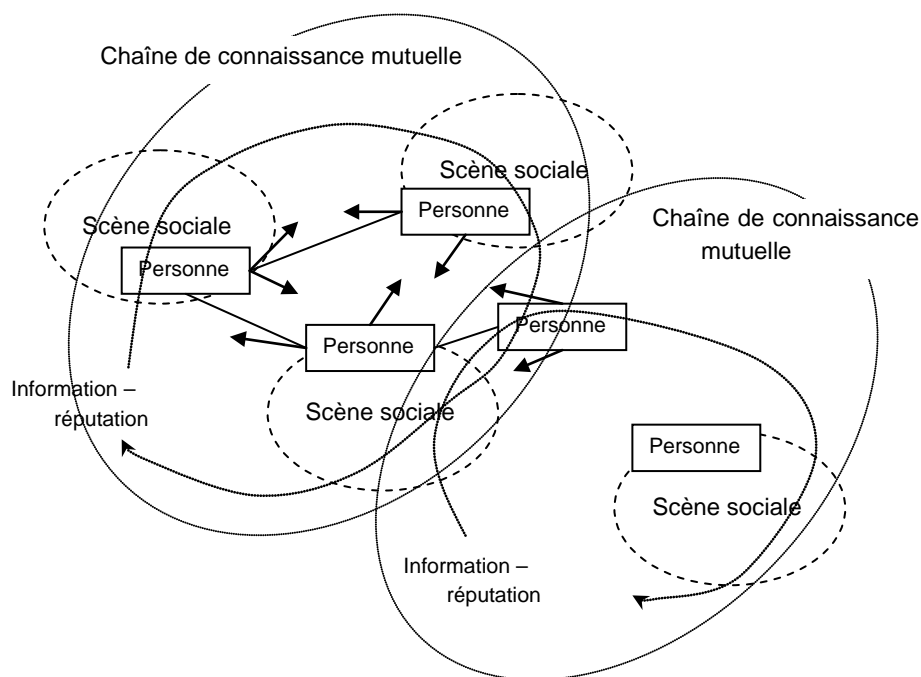 Chaîne de connaissance mutuelle
Scène sociale
Personne
Chaîne de connaissance
mutuelle
Scène sociale
Personne
Personne
Personne
Information –
réputation
Scène sociale
Personne
Scène sociale
Information –
réputation